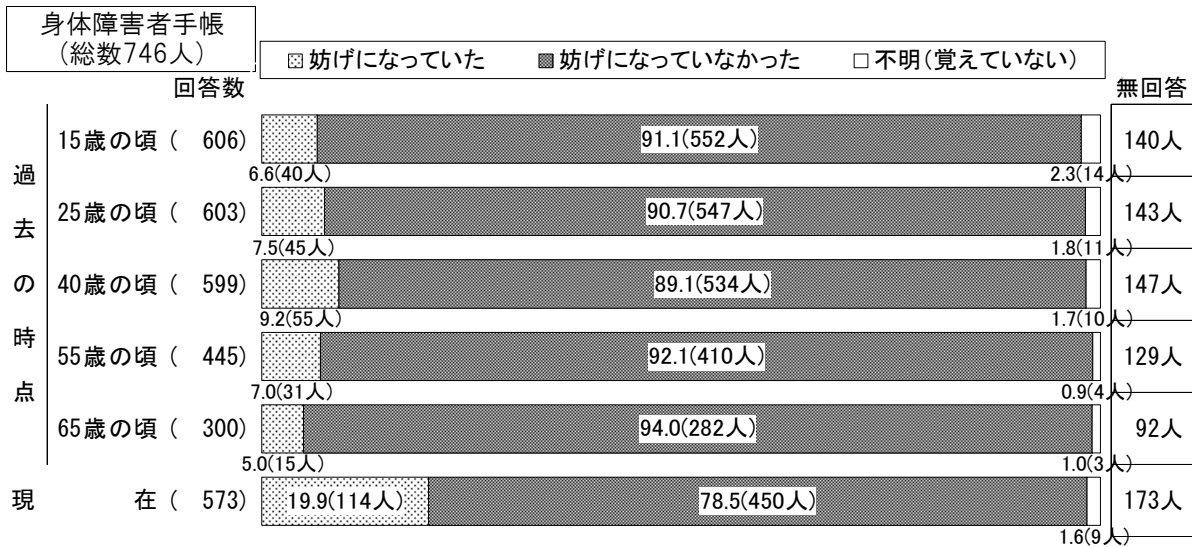 身体障害者手帳
(総数746人)
妨げになっていた 妨げになっていなかった 不明(覚えていない)
回答数 無回答
過去の時点
15歳の頃 ( 606) 91.1(552人) 140人
6.6(40人) 2.3(14人)
25歳の頃 ( 603) 90.7(547人) 143人
7.5(45人) 1.8(11人)
40歳の頃 ( 599) 89.1(534人) 147人
9.2(55人) 1.7(10人)
55歳の頃 ( 445) 92.1(410人) 129人
7.0(31人) 0.9(4人)
65歳の頃 ( 300) 94.0(282人) 92人
5.0(15人) 1.0(3人)
現在 ( 573) 19.9(114人) 78.5(450人) 173人
1.6(9人)